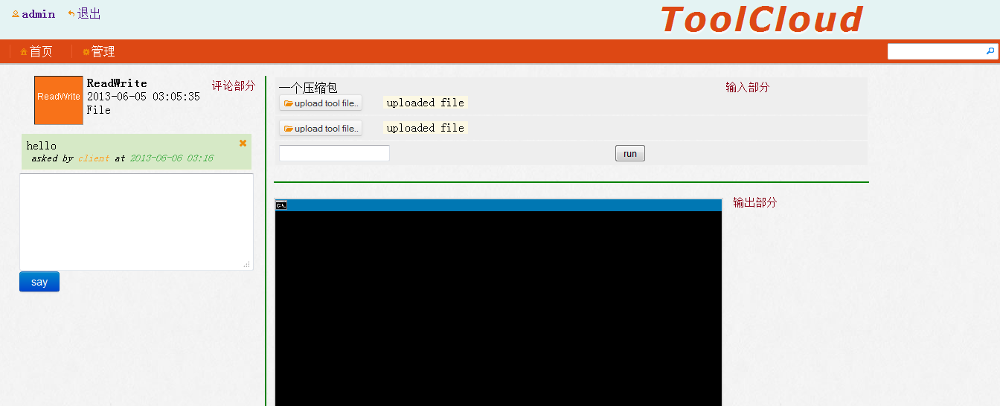 admin 退出
ToolCloud
首页 管理
ReadWrite
ReadWrite
2013-06-05 03:05:35
File
评论部分
hello
asked by client at 2013-06-06 03:16
say
一个压缩包
输入部分
upload tool file.. uploaded file
upload tool file.. uploaded file
run
C:\.
输出部分